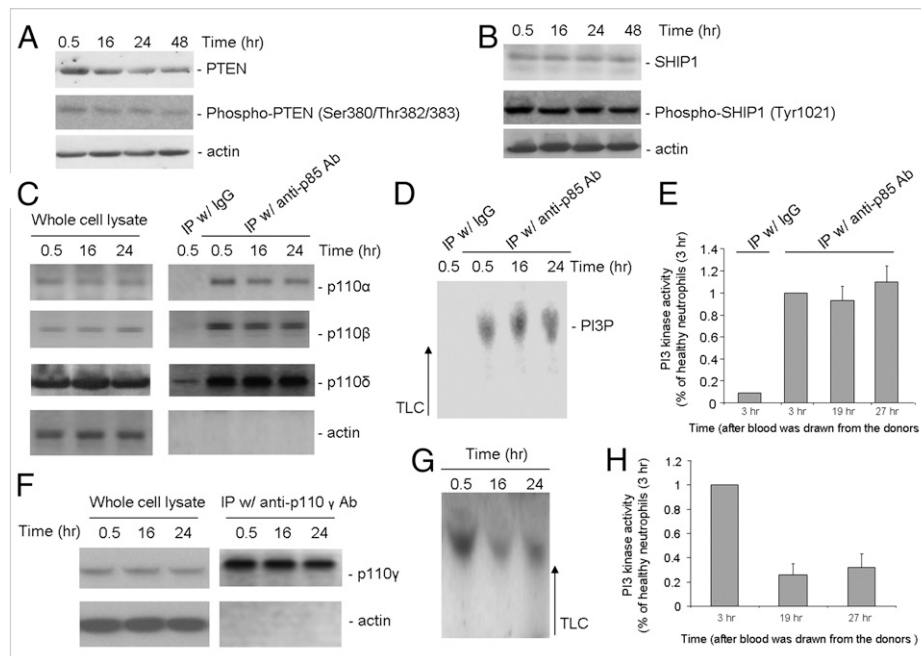 A
0.5 16 24 48 Time (hr)
- PTEN
- Phospho-PTEN (Ser380/Thr382/383)
- actin
B
0.5 16 24 48 Time (hr)
- SHIP1
- Phospho-SHIP1 (Tyr1021)
- actin
C
Whole cell lysate
IP w/ IgG
IP w/ anti-p85 Ab
0.5 16 24 0.5 0.5 16 24 Time (hr)
- p110α
- p110β
- p110δ
- actin
D
IP w/ IgG
IP w/ anti-p85 Ab
0.5 0.5 16 24 Time (hr)
- PI3P
TLC
E
IP w/ IgG
IP w/ anti-p85 Ab
PI3 kinase activity
(% of healthy neutrophils (3 hr)
1.4
1.2
1
0.8
0.6
0.4
0.2
0
3 hr 3 hr 19 hr 27 hr
Time (after blood was drawn from the donors
F
Whole cell lysate IP w/ anti-p110 γ Ab
Time (hr) 0.5 16 24 0.5 16 24
- p110γ
- actin
G
Time (hr)
0.5 16 24
TLC
H
PI3 kinase activity
(% of healthy neutrophils (3 hr)
1.2
1
0.8
0.6
0.4
0.2
0
3 hr 19 hr 27 hr
Time (after blood was drawn from the donors )